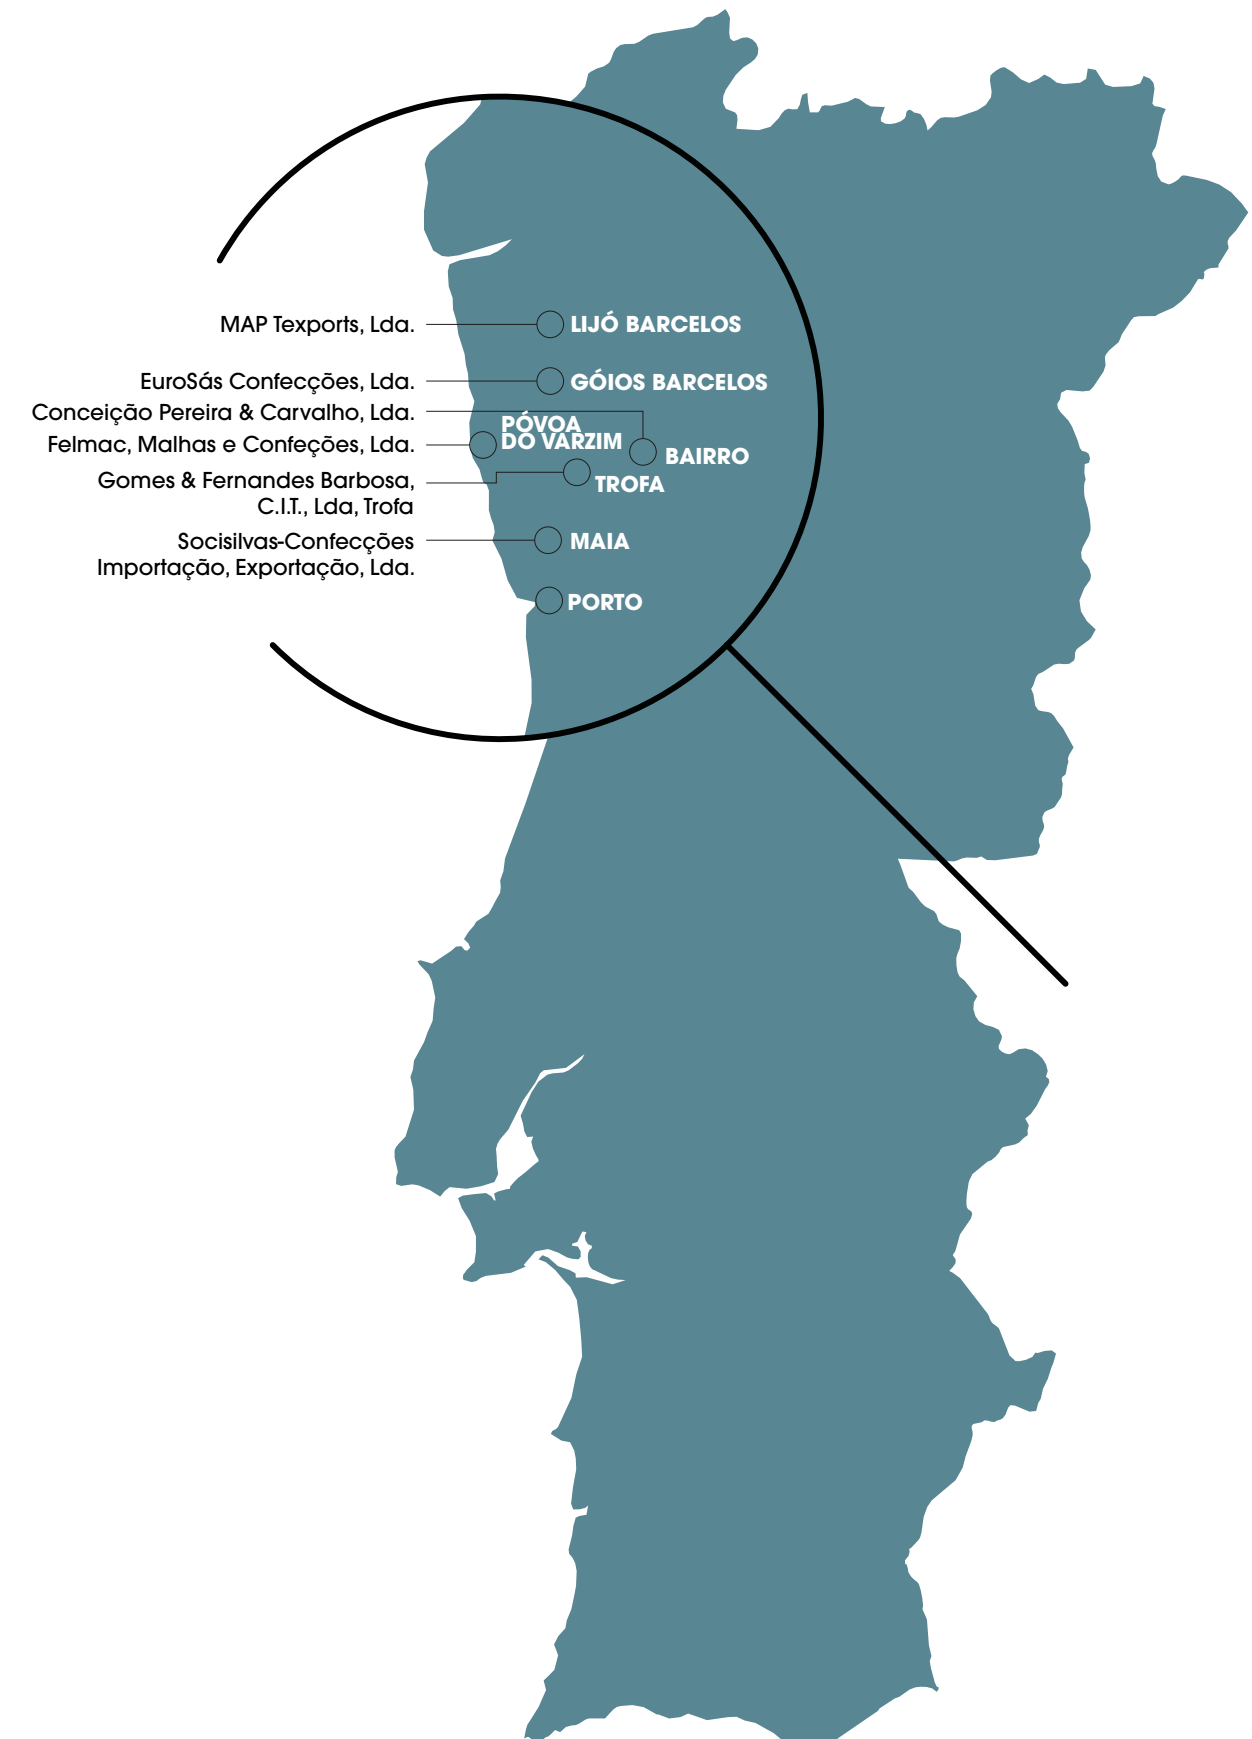 MAP Texports, Lda.
LIJÓ BARCELOS
EuroSás Confecções, Lda.
GÓIOS BARCELOS
Conceição Pereira & Carvalho, Lda.
PÓVOA
DO VARZIM
Felmac, Malhas e Confeções, Lda.
BAIRRO
Gomes & Fernandes Barbosa,
C.I.T., Lda, Trofa
TROFA
Socisilvas-Confecções
Importação, Exportação, Lda.
MAIA
PORTO